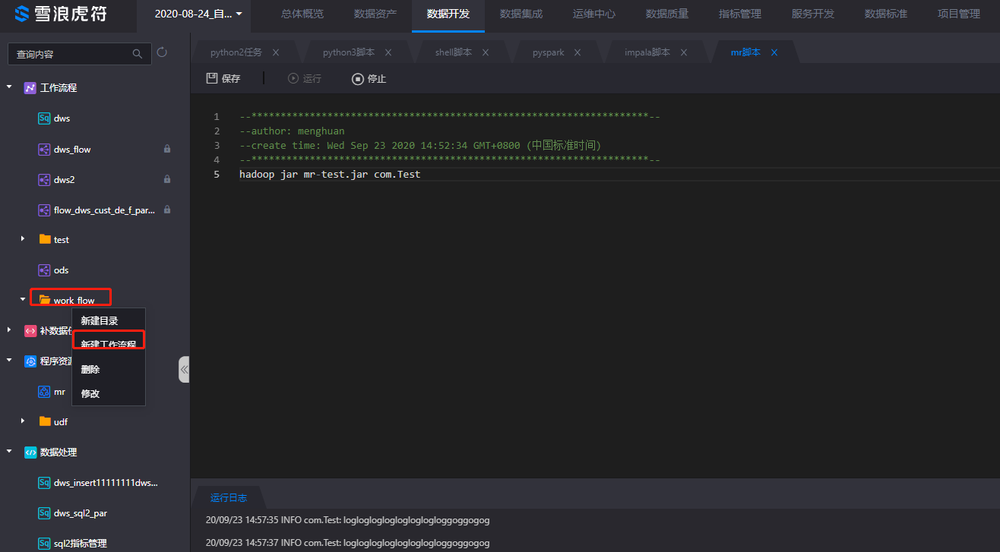 雪浪虎符
2020-08-24_自...
总体概览
数据资产
数据开发
数据集成
运维中心
数据质量
指标管理
服务开发
数据标准
项目管理
查询内容
工作流程
Sq dws
dws_flow
dws2
flow_dws_cust_de_f_par...
test
ods
work_flow
新建目录
新建工作流程
删除
修改
补数据任
程序资源
mr
udf
数据处理
Sq dws_insert11111111dws...
Sq dws_sql2_par
Sq sql2指标管理
python2任务
python3脚本
shell脚本
pyspark
impala脚本
mr脚本
保存
运行
停止
1 --********************************************************************--
2 --author: menghuan
3 --create time: Wed Sep 23 2020 14:52:34 GMT+0800 (中国标准时间)
4 --********************************************************************--
5 hadoop jar mr-test.jar com.Test
运行日志
20/09/23 14:57:35 INFO com.Test: logloglogloglogloglogloggoggogog
20/09/23 14:57:37 INFO com.Test: logloglogloglogloglogloggoggogog